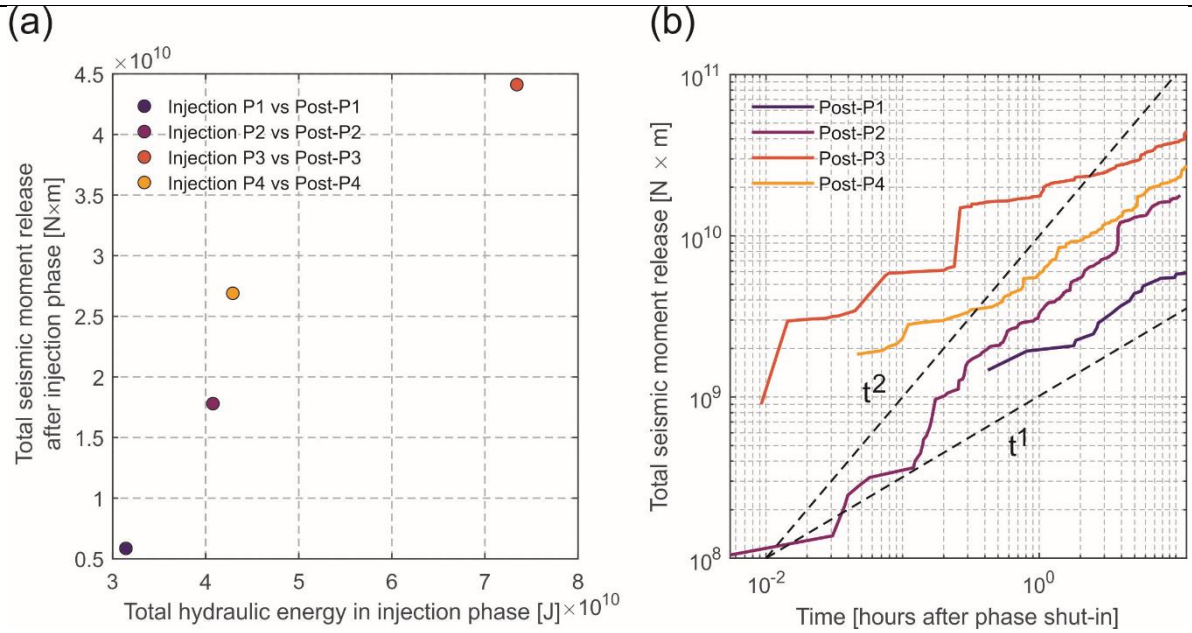 (a)
×10^10
4.5
4
3.5
3
2.5
2
1.5
1
0.5
Total seismic moment release
after injection phase [N×m]
Injection P1 vs Post-P1
Injection P2 vs Post-P2
Injection P3 vs Post-P3
Injection P4 vs Post-P4
3 4 5 6 7 8
Total hydraulic energy in injection phase [J] ×10^10
(b)
10^11
10^10
10^9
10^8
Total seismic moment release [N × m]
Post-P1
Post-P2
Post-P3
Post-P4
t^2
t^1
10^-2 10^0
Time [hours after phase shut-in]